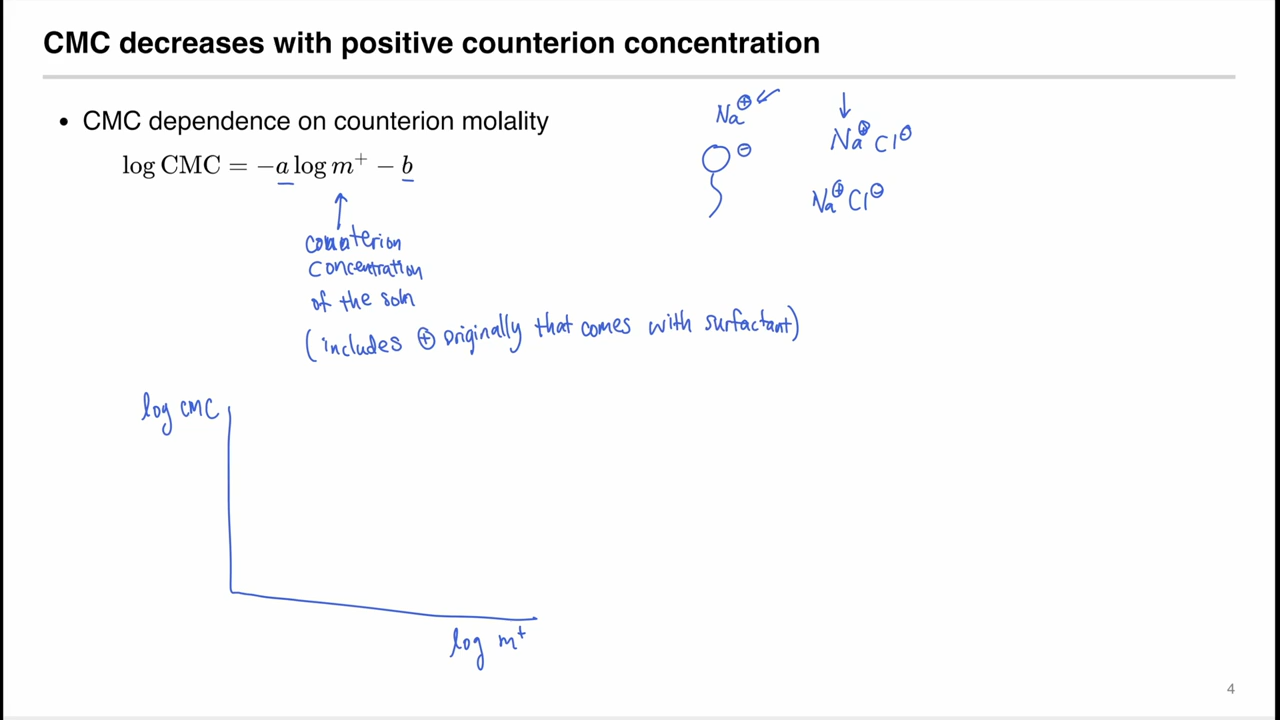 CMC decreases with positive counterion concentration
• CMC dependence on counterion molality
log CMC = −a log m⁺ − b
counterion
concentration
of the soln
(includes ⊕ originally that comes with surfactant)
Na⊕
⊖
Na⊕ Cl⊖
Na⊕ Cl⊖
log CMC
log m⁺
4